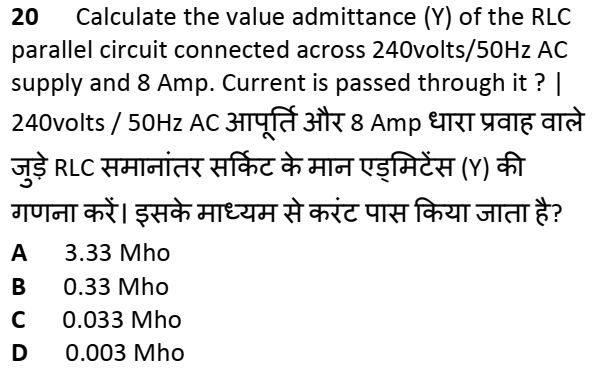 20 Calculate the value admittance (Y) of the RLC
parallel circuit connected across 240volts/50Hz AC
supply and 8 Amp. Current is passed through it ? |
240volts / 50Hz AC आपूर्ति और 8 Amp धारा प्रवाह वाले
जुड़े RLC समानांतर सर्किट के मान एड्मिटेंस (Y) की
गणना करें। इसके माध्यम से करंट पास किया जाता है?
A 3.33 Mho
B 0.33 Mho
C 0.033 Mho
D 0.003 Mho